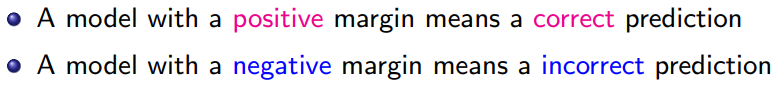 A model with a positive margin means a correct prediction
A model with a negative margin means a incorrect prediction